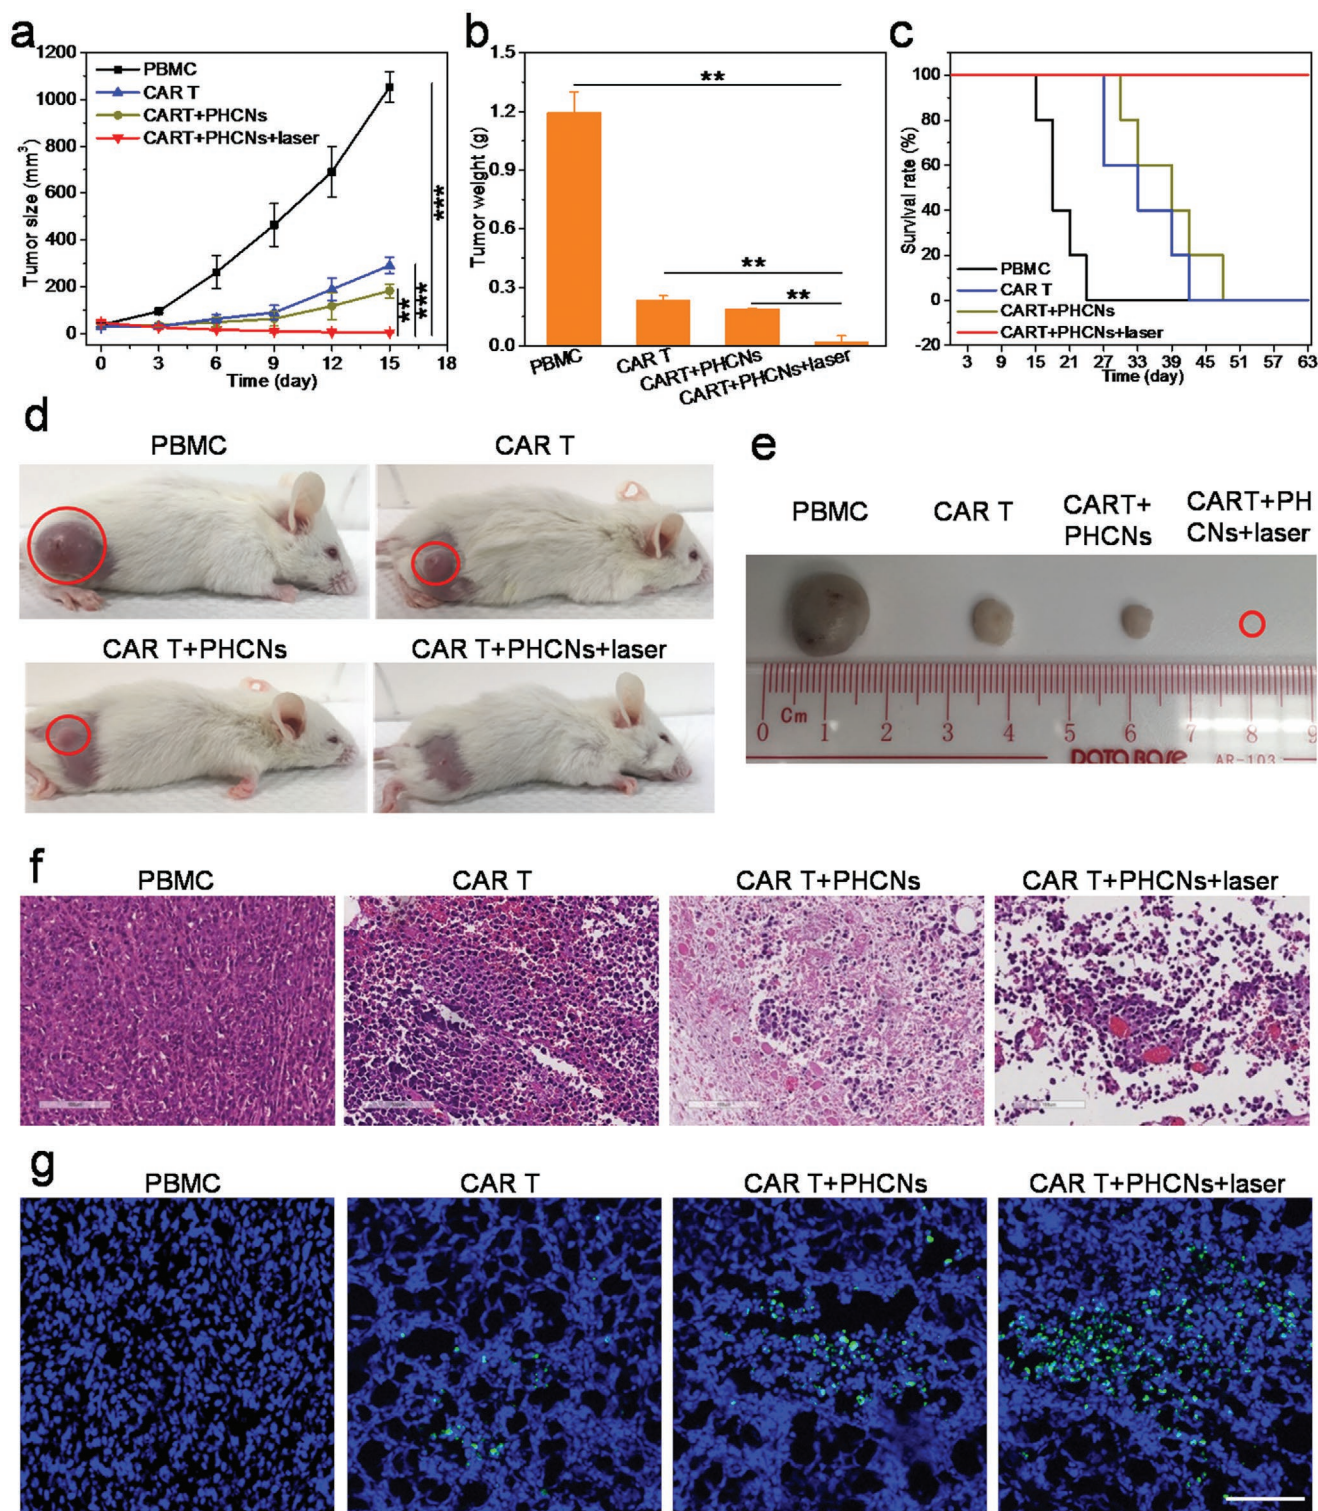 a
Tumor size (mm³)
1200
1000
800
600
400
200
0
PBMC
CAR T
CART+PHCNs
CART+PHCNs+laser
***
***
**
0 3 6 9 12 15 18
Time (day)
b
Tumor weight (g)
1.5
1.2
0.9
0.6
0.3
0.0
**
**
**
PBMC
CAR T
CART+PHCNs
CART+PHCNs+laser
c
Survival rate (%)
100
80
60
40
20
0
-20
PBMC
CAR T
CART+PHCNs
CART+PHCNs+laser
3 9 15 21 27 33 39 45 51 57 63
Time (day)
d
PBMC
CAR T
CAR T+PHCNs
CAR T+PHCNs+laser
e
PBMC
CAR T
CART+
PHCNs
CART+PH
CNs+laser
0 Cm 1 2 3 4 5 6 7 8 9
DATA BASE AR-103
f
PBMC
CAR T
CAR T+PHCNs
CAR T+PHCNs+laser
g
PBMC
CAR T
CAR T+PHCNs
CAR T+PHCNs+laser